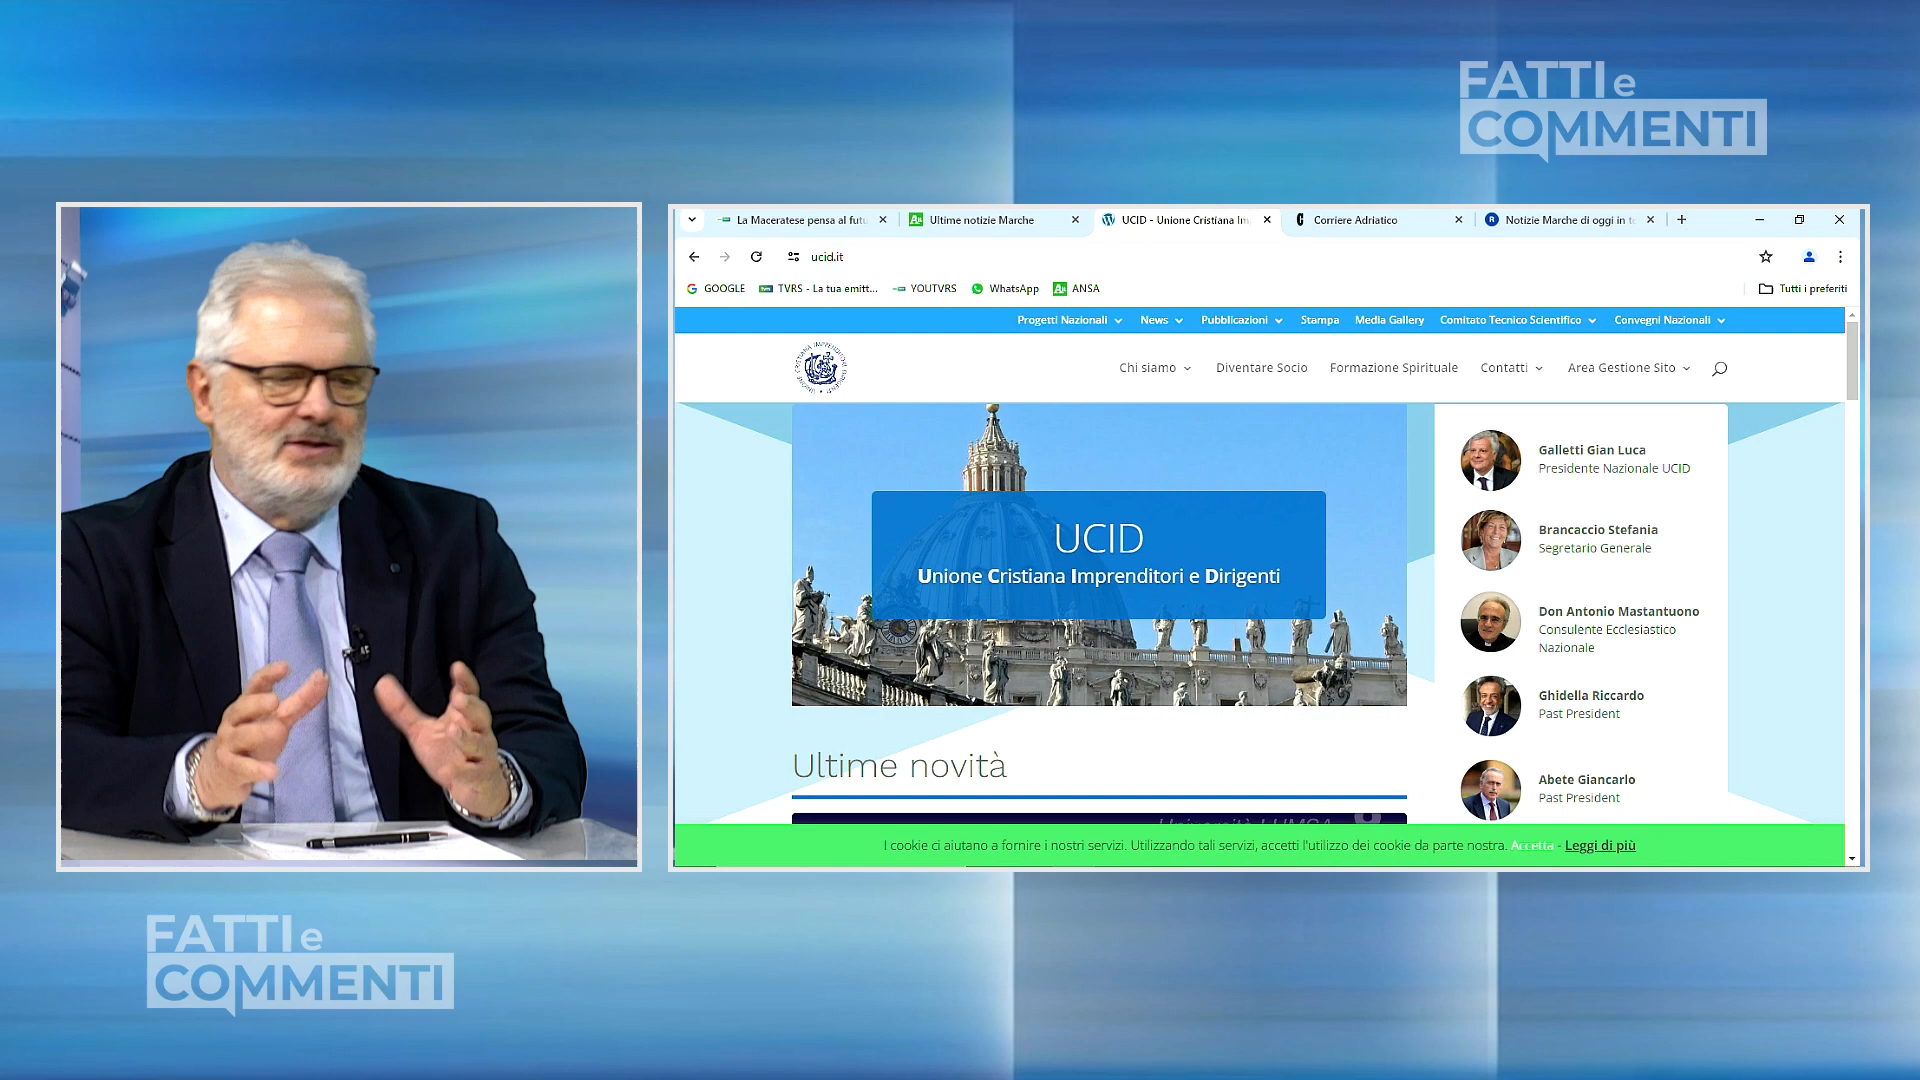 FATTI e
COMMENTI
La Maceratese pensa al futu
Ultime notizie Marche
UCID - Unione Cristiana Im
Corriere Adriatico
Notizie Marche di oggi in t
ucid.it
GOOGLE
TVRS - La tua emitt...
YOUTVRS
WhatsApp
ANSA
Tutti i preferiti
Progetti Nazionali
News
Pubblicazioni
Stampa
Media Gallery
Comitato Tecnico Scientifico
Convegni Nazionali
Chi siamo
Diventare Socio
Formazione Spirituale
Contatti
Area Gestione Sito
UCID
Unione Cristiana Imprenditori e Dirigenti
Galletti Gian Luca
Presidente Nazionale UCID
Brancaccio Stefania
Segretario Generale
Don Antonio Mastantuono
Consulente Ecclesiastico
Nazionale
Ghidella Riccardo
Past President
Abete Giancarlo
Past President
Ultime novità
I cookie ci aiutano a fornire i nostri servizi. Utilizzando tali servizi, accetti l'utilizzo dei cookie da parte nostra. Accetta - Leggi di più
FATTI e
COMMENTI